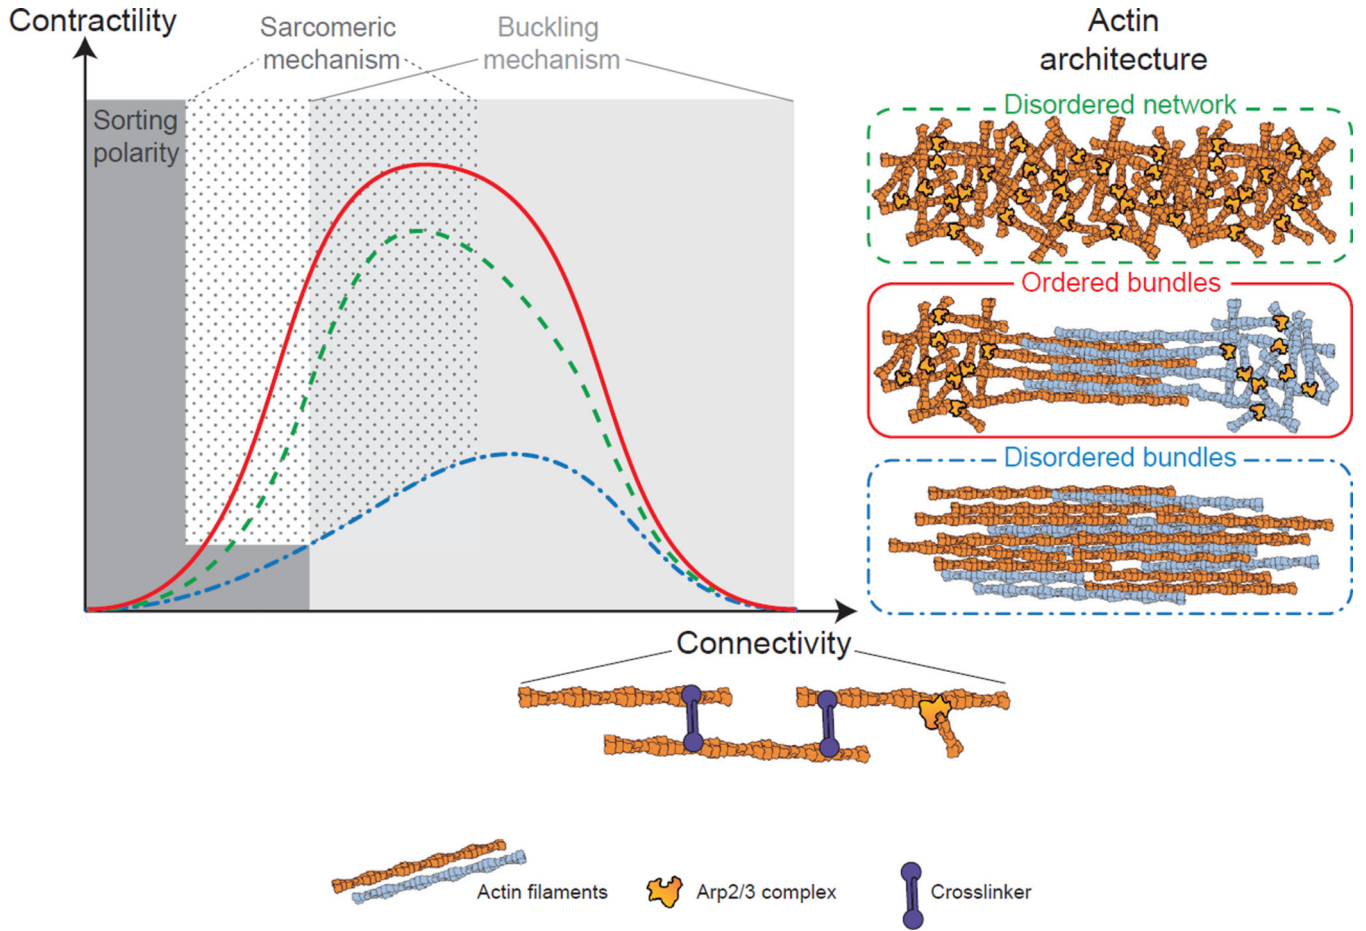 Contractility
Sarcomeric
mechanism
Buckling
mechanism
Sorting
polarity
Connectivity
Actin
architecture
Disordered network
Ordered bundles
Disordered bundles
Actin filaments
Arp2/3 complex
Crosslinker